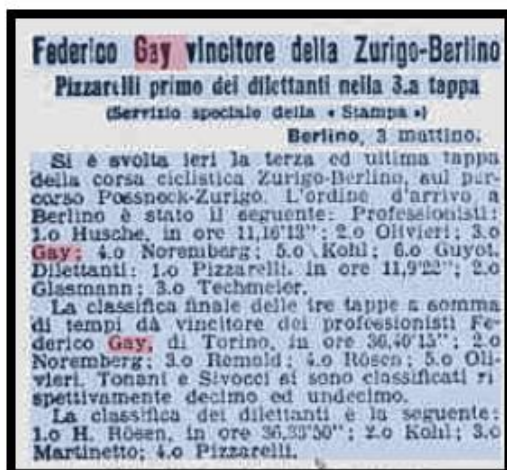 Federico Gay vincitore della Zurigo-Berlino
Pizzarelli primo dei dilettanti nella 3.a tappa
(Servizio speciale della « Stampa »)
Berlino, 3 mattino.
Si è svolta ieri la terza ed ultima tappa
della corsa ciclistica Zurigo-Berlino, sul per-
corso Possneck-Zurigo. L'ordine d'arrivo a
Berlino è stato il seguente: Professionisti:
1.o Husche, in ore 11,16'13''; 2.o Olivieri; 3.o
Gay; 4.o Noremberg; 5.o Kohl; 6.o Guyot.
Dilettanti: 1.o Pizzarelli, in ore 11,9'22''; 2.o
Glasmann; 3.o Techmeier.
La classifica finale delle tre tappe a somma
di tempi dà vincitore dei professionisti Fe-
derico Gay, di Torino, in ore 36,40'15''; 2.o
Noremberg; 3.o Remold; 4.o Rösen; 5.o Oli-
vieri. Tonani e Sivocci si sono classificati ri
spettivamente decimo ed undecimo.
La classifica dei dilettanti è la seguente:
1.o H. Rösen, in ore 36,33'50''; 2.o Kohl; 3.o
Martinetto; 4.o Pizzarelli.